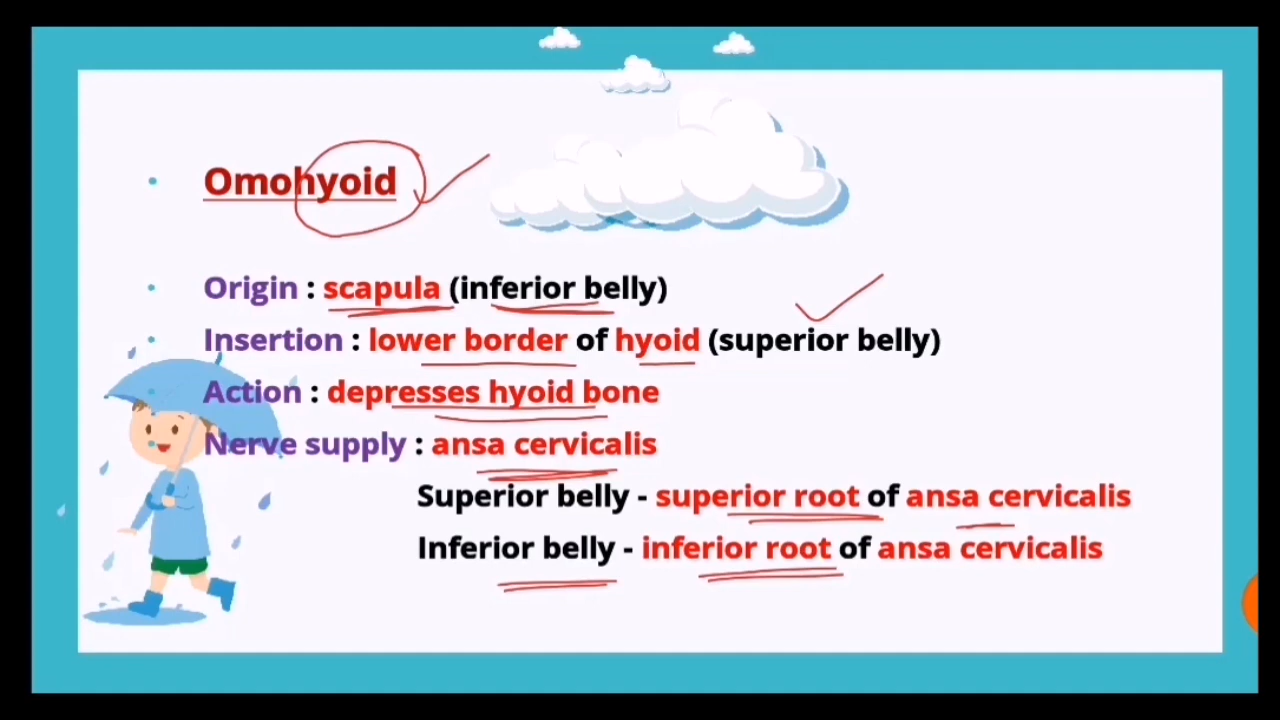 Omohyoid
Origin : scapula (inferior belly)
Insertion : lower border of hyoid (superior belly)
Action : depresses hyoid bone
Nerve supply : ansa cervicalis
Superior belly - superior root of ansa cervicalis
Inferior belly - inferior root of ansa cervicalis